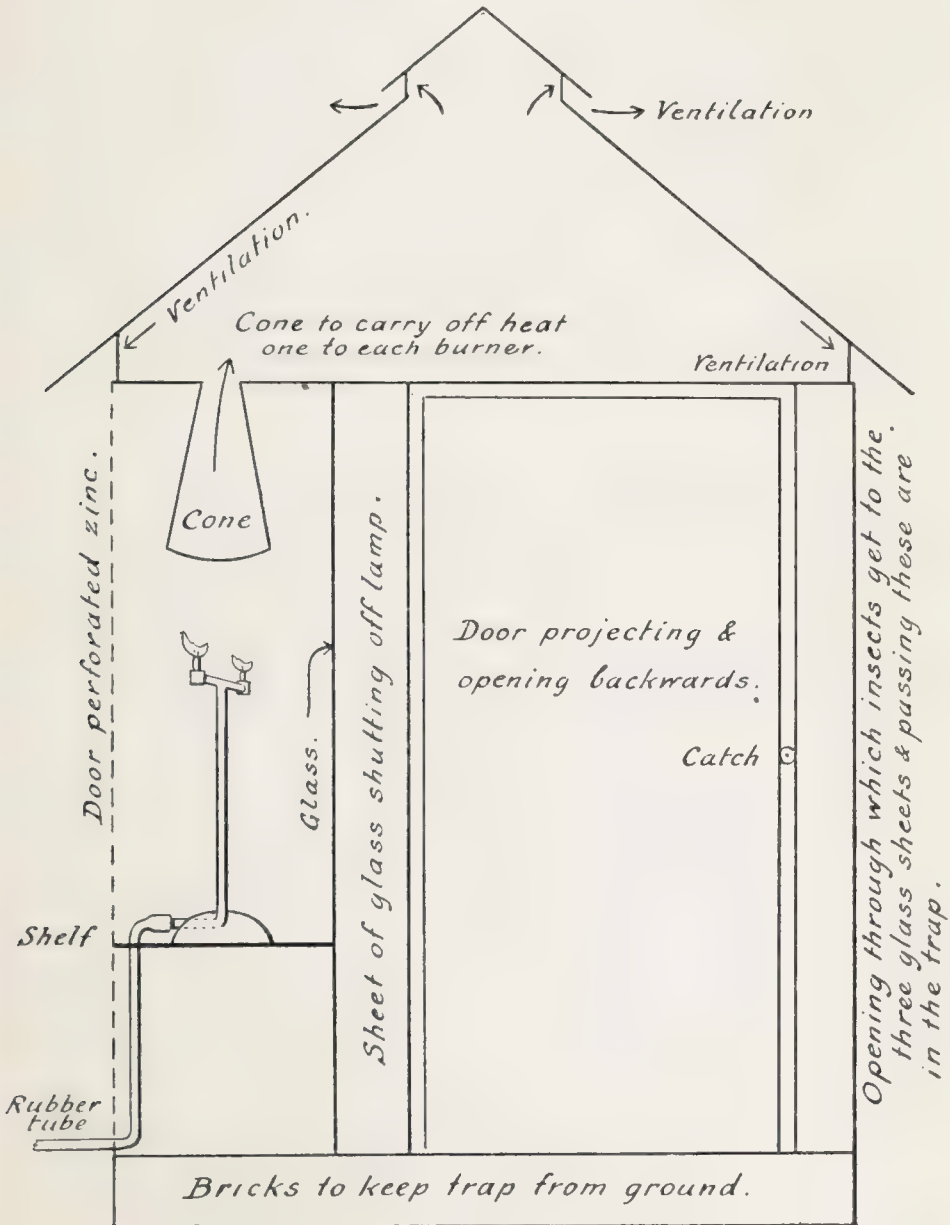 Ventilation
Ventilation.
Cone to carry off heat
one to each burner.
Ventilation
Door perforated zinc.
Cone
Glass.
Sheet of glass shutting off lamp.
Door projecting &
opening backwards.
Catch
Opening through which insects get to the
three glass sheets & passing these are
in the trap.
Shelf
Rubber
tube
Bricks to keep trap from ground.